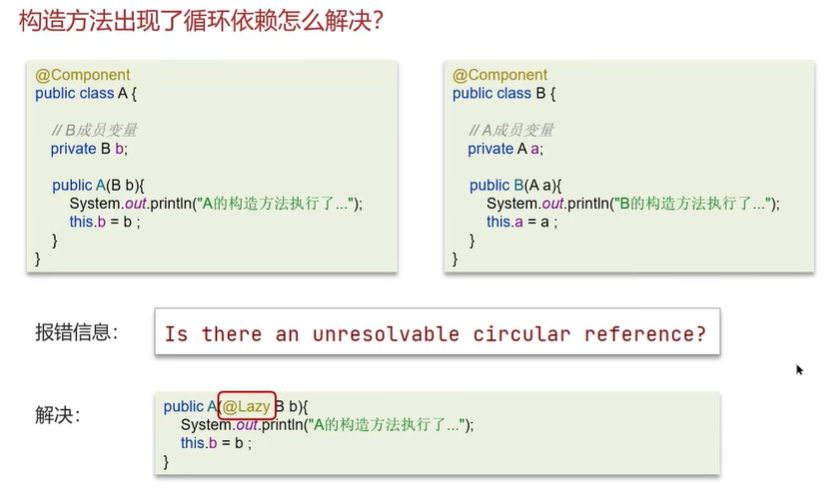 构造方法出现了循环依赖怎么解决？
@Component
public class A {
// B成员变量
private B b;
public A(B b){
System.out.println("A的构造方法执行了...");
this.b = b ;
}
}
@Component
public class B {
// A成员变量
private A a;
public B(A a){
System.out.println("B的构造方法执行了...");
this.a = a ;
}
}
报错信息：
Is there an unresolvable circular reference?
解决：
public A(@Lazy B b){
System.out.println("A的构造方法执行了...");
this.b = b ;
}